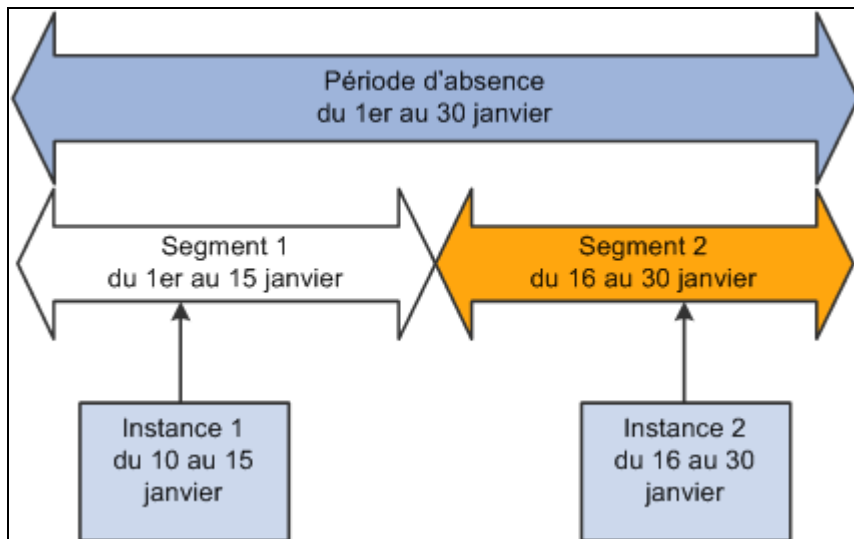 Période d'absence
du 1er au 30 janvier
Segment 1
du 1er au 15 janvier
Segment 2
du 16 au 30 janvier
Instance 1
du 10 au 15
janvier
Instance 2
du 16 au 30
janvier